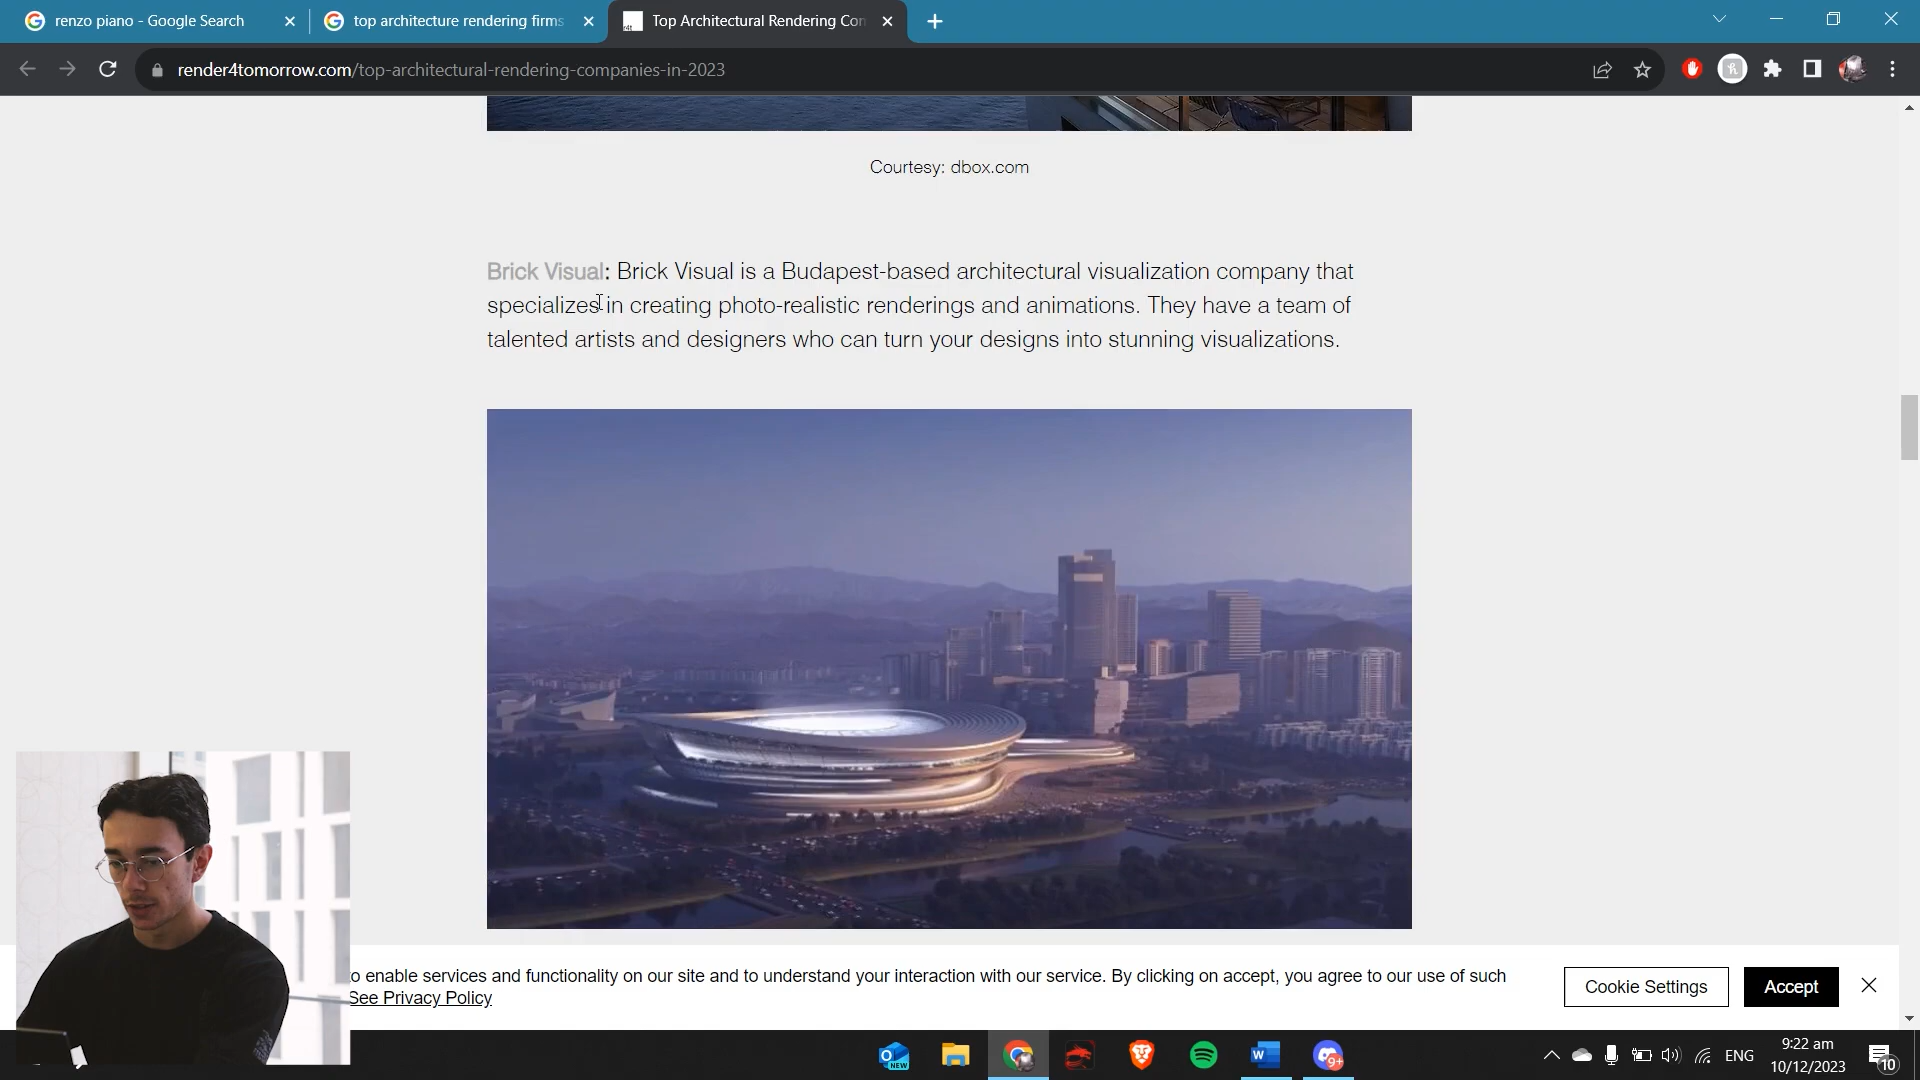 renzo piano - Google Search
top architecture rendering firms
Top Architectural Rendering Con
render4tomorrow.com/top-architectural-rendering-companies-in-2023
Courtesy: dbox.com
Brick Visual: Brick Visual is a Budapest-based architectural visualization company that
specializes in creating photo-realistic renderings and animations. They have a team of
talented artists and designers who can turn your designs into stunning visualizations.
o enable services and functionality on our site and to understand your interaction with our service. By clicking on accept, you agree to our use of such
See Privacy Policy
Cookie Settings
Accept
NEW
W
9+
ENG
9:22 am
10/12/2023
10